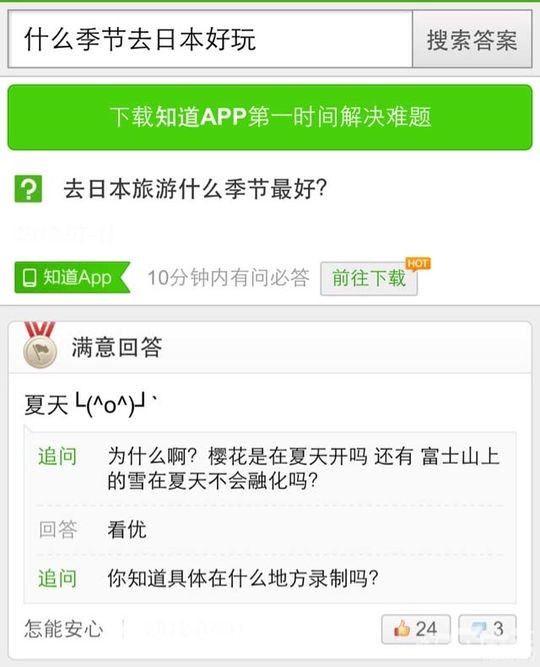 什么季节去日本好玩 搜索答案
下载知道APP第一时间解决难题
去日本旅游什么季节最好?
知道App 10分钟内有问必答 前往下载 HOT
满意回答
夏天┗(^o^)┛`
追问 为什么啊? 樱花是在夏天开吗 还有 富士山上
的雪在夏天不会融化吗?
回答 看优
追问 你知道具体在什么地方录制吗?
怎能安心 24 3